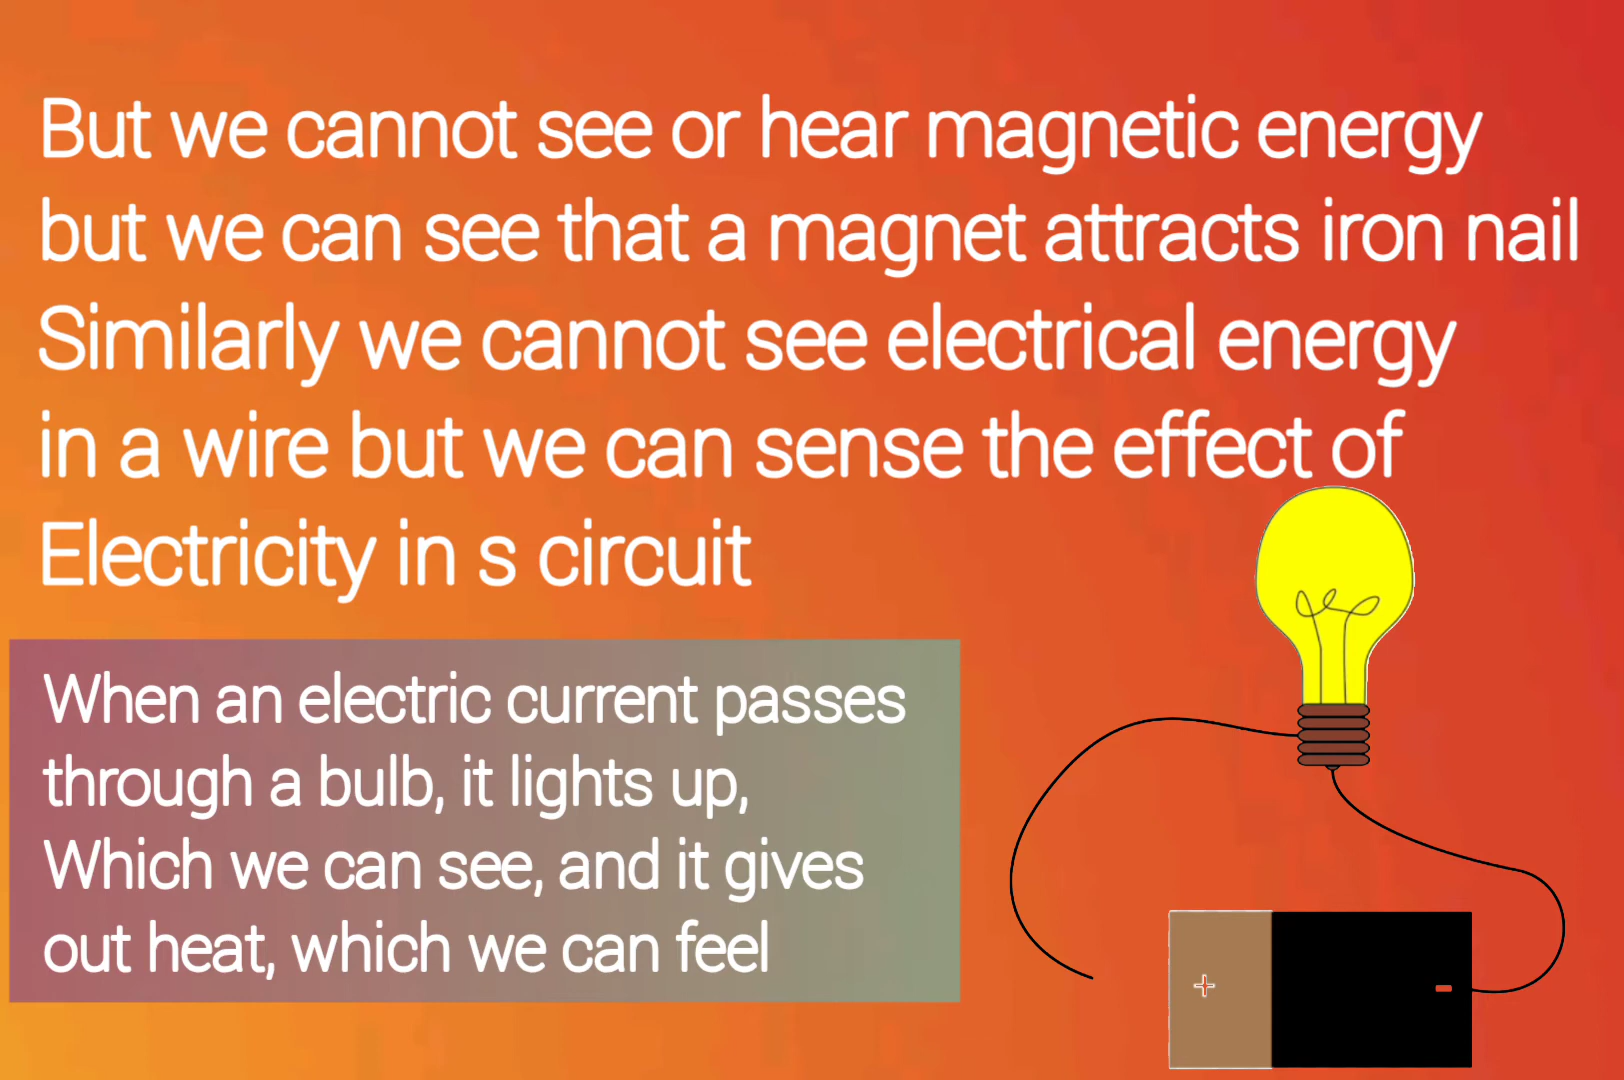 But we cannot see or hear magnetic energy
but we can see that a magnet attracts iron nail
Similarly we cannot see electrical energy
in a wire but we can sense the effect of
Electricity in s circuit
When an electric current passes
through a bulb, it lights up,
Which we can see, and it gives
out heat, which we can feel
+
-